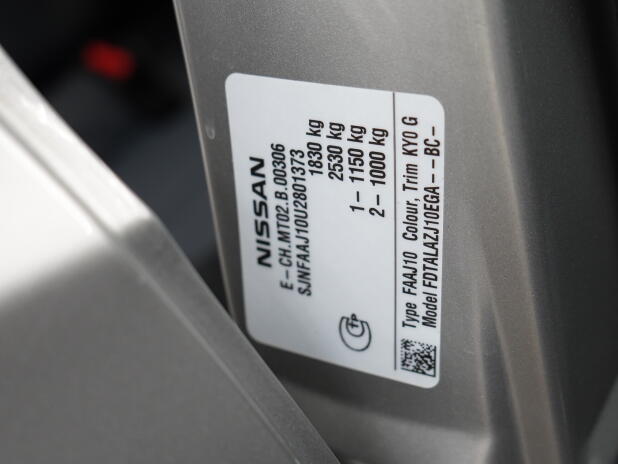 NISSAN
E-CH.MT02.B.00306
SJNFAAJ10U2801373
1830 kg
2530 kg
1- 1150 kg
2- 1000 kg
Type FAAJ10 Colour, Trim KY0 G
Model FDTALAZJ10EGA---BC-